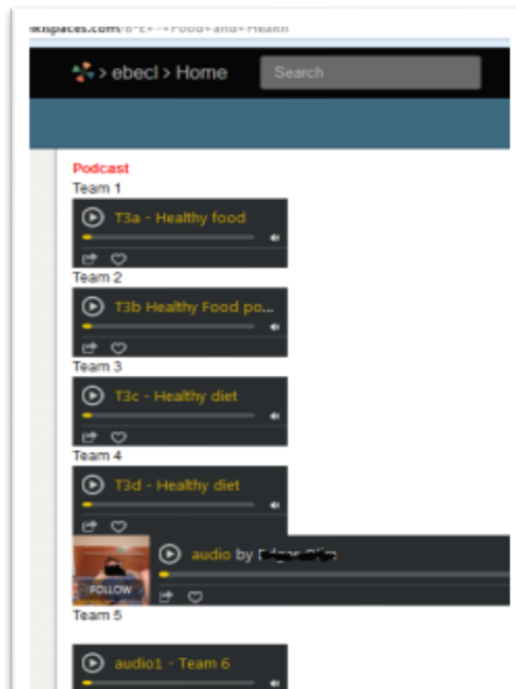 > ebecl > Home Search
Podcast
Team 1
T3a - Healthy food
Team 2
T3b Healthy Food po...
Team 3
T3c - Healthy diet
Team 4
T3d - Healthy diet
audio by
FOLLOW
Team 5
audio1 - Team 6